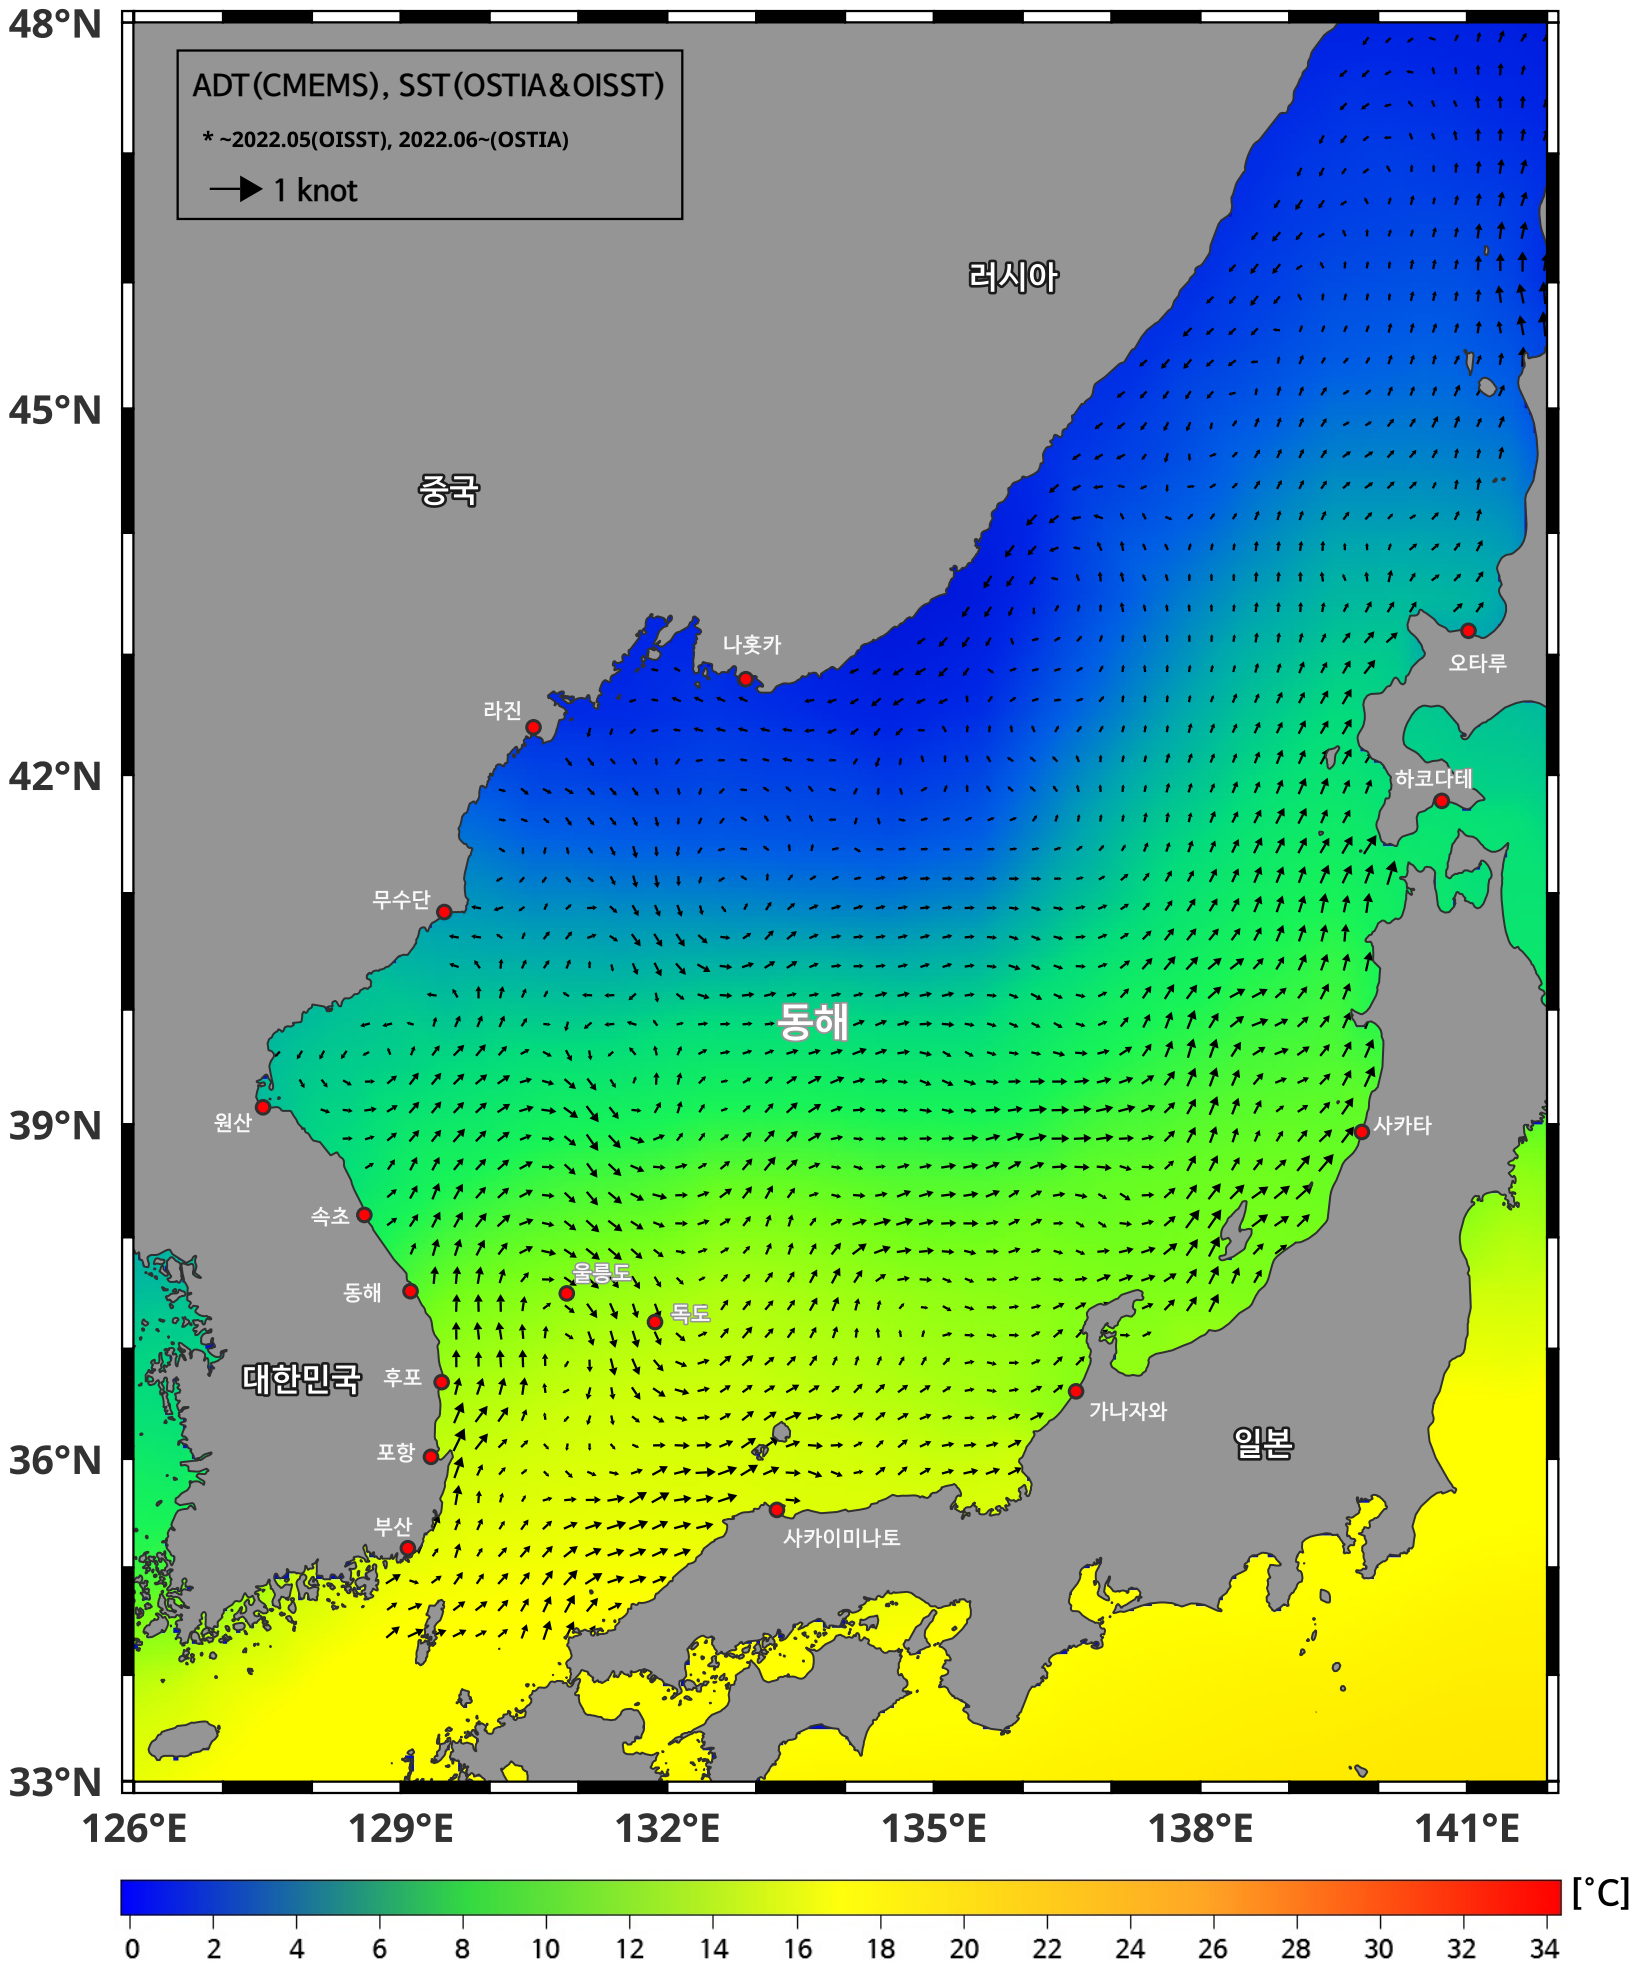 48°N
ADT(CMEMS), SST(OSTIA&OISST)
* ~2022.05(OISST), 2022.06~(OSTIA)
1 knot
러시아
45°N
중국
나홋카
오타루
라진
42°N
하코다테
무수단
동해
39°N
원산
사카타
속초
울릉도
동해
독도
대한민국
후포
가나자와
일본
포항
36°N
부산
사카이미나토
33°N
126°E 129°E 132°E 135°E 138°E 141°E
[°C]
0 2 4 6 8 10 12 14 16 18 20 22 24 26 28 30 32 34